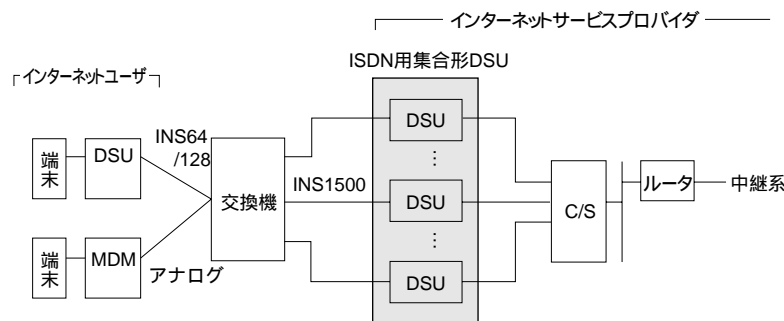 インターネットサービスプロバイダ
ISDN用集合形DSU
インターネットユーザ
端末
DSU
INS64
/128
交換機
INS1500
DSU
⋮
DSU
⋮
DSU
C/S
ルータ
中継系
端末
MDM
アナログ